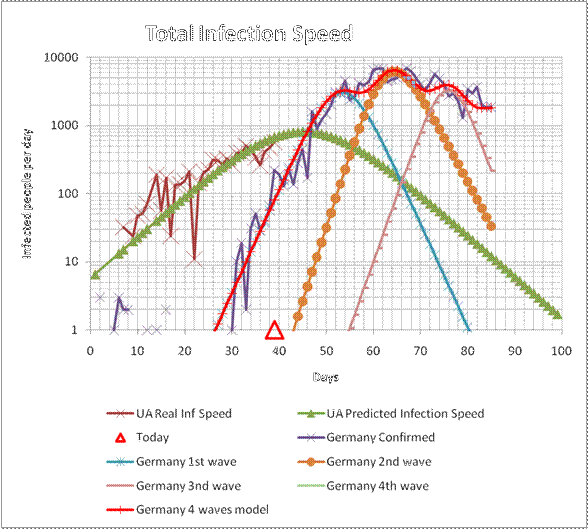 Total Infection Speed
10000
1000
100
10
1
Infected people per day
0 10 20 30 40 50 60 70 80 90 100
Days
UA Real Inf Speed
UA Predicted Infection Speed
Today
Germany Confirmed
Germany 1st wave
Germany 2nd wave
Germany 3nd wave
Germany 4th wave
Germany 4 waves model